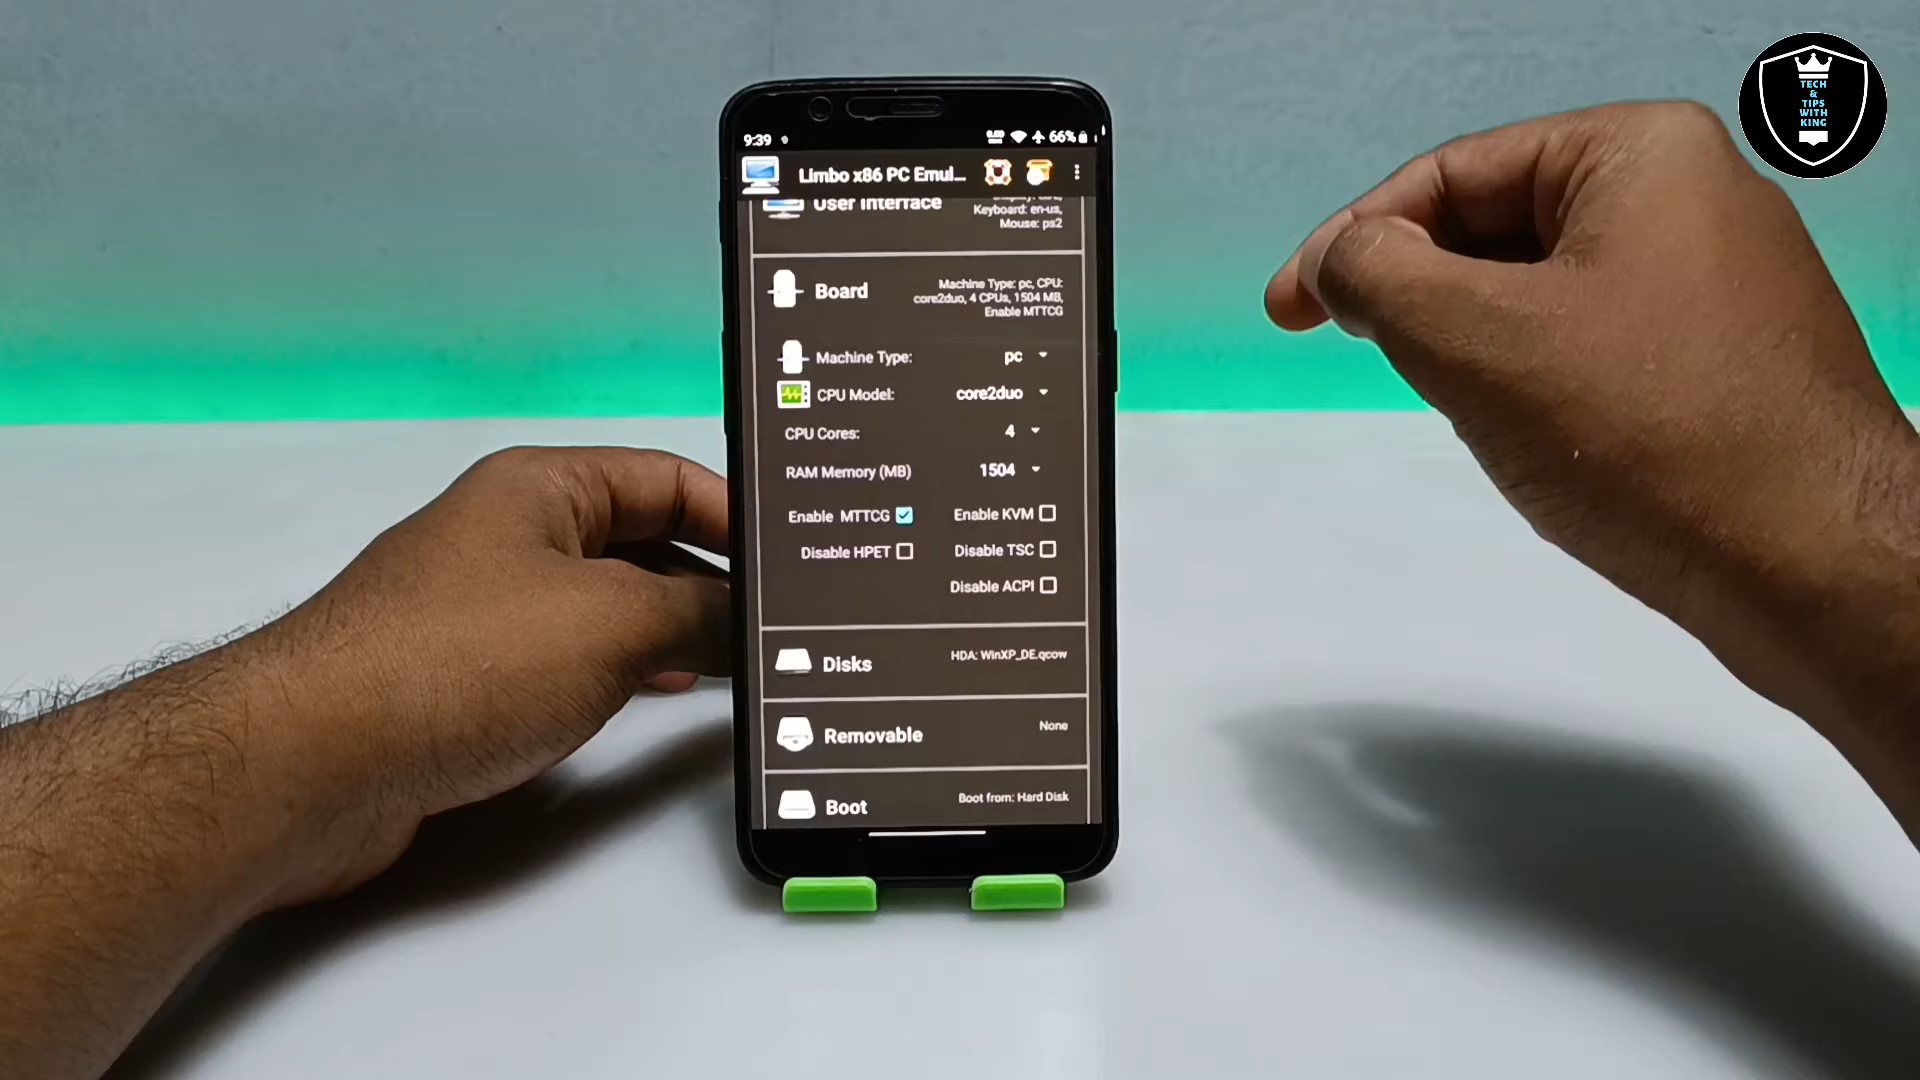 TECH
&
TIPS
WITH
KING
9:39
66%
Limbo x86 PC Emul...
User Interface
Keyboard: en-us,
Mouse: ps2
Board
Machine Type: pc, CPU:
core2duo, 4 CPUs, 1504 MB,
Enable MTTCG
Machine Type: pc
CPU Model: core2duo
CPU Cores: 4
RAM Memory (MB) 1504
Enable MTTCG Enable KVM
Disable HPET Disable TSC
Disable ACPI
Disks HDA: WinXP_DE.qcow
Removable None
Boot Boot from: Hard Disk